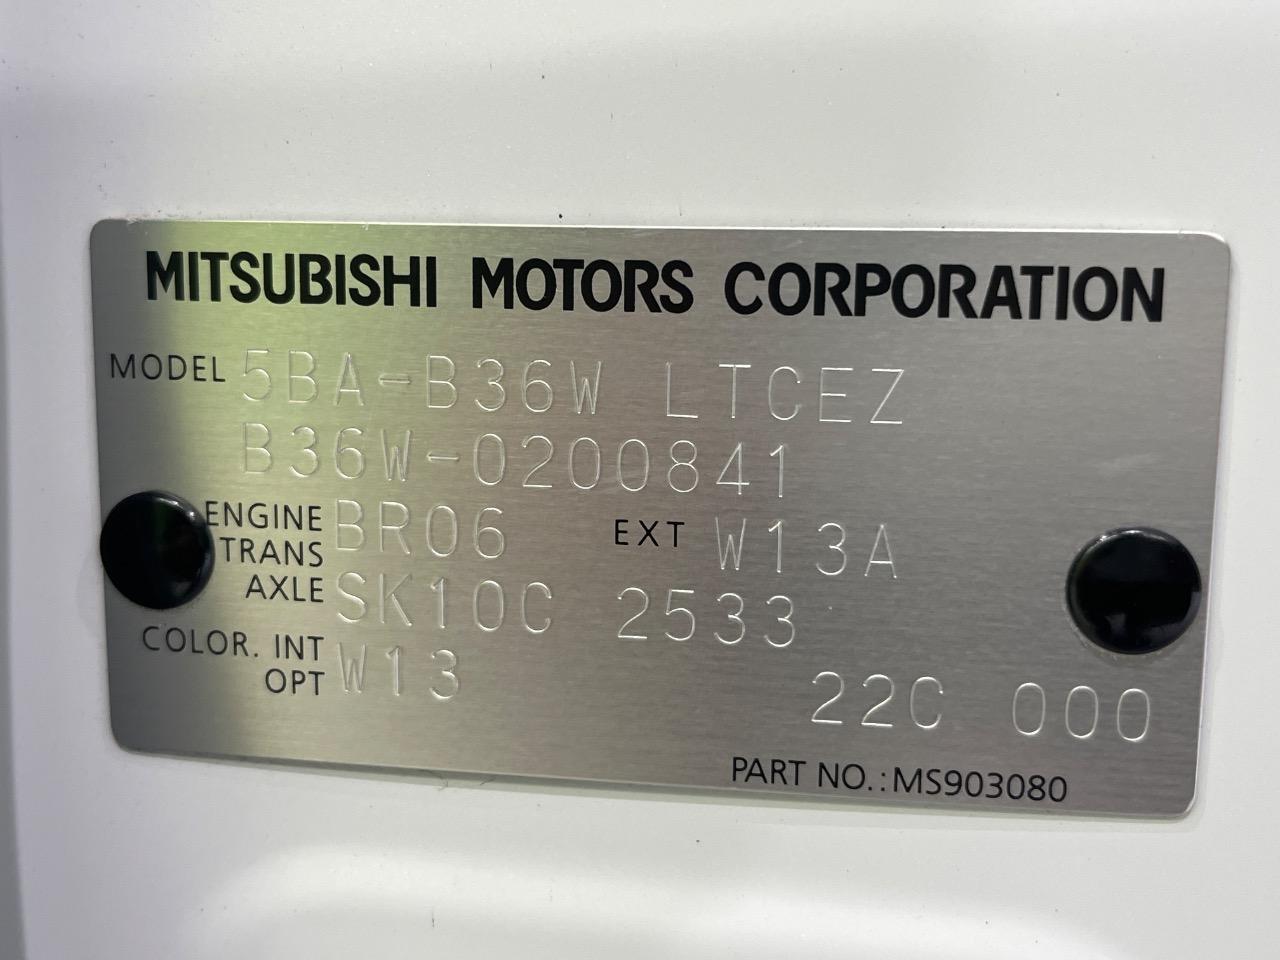 MITSUBISHI MOTORS CORPORATION
MODEL 5BA-B36W LTCEZ
B36W-0200841
ENGINE BR06 EXT W13A
TRANS
AXLE SK10C 2533
COLOR. INT W13
OPT 22C 000
PART NO.:MS903080